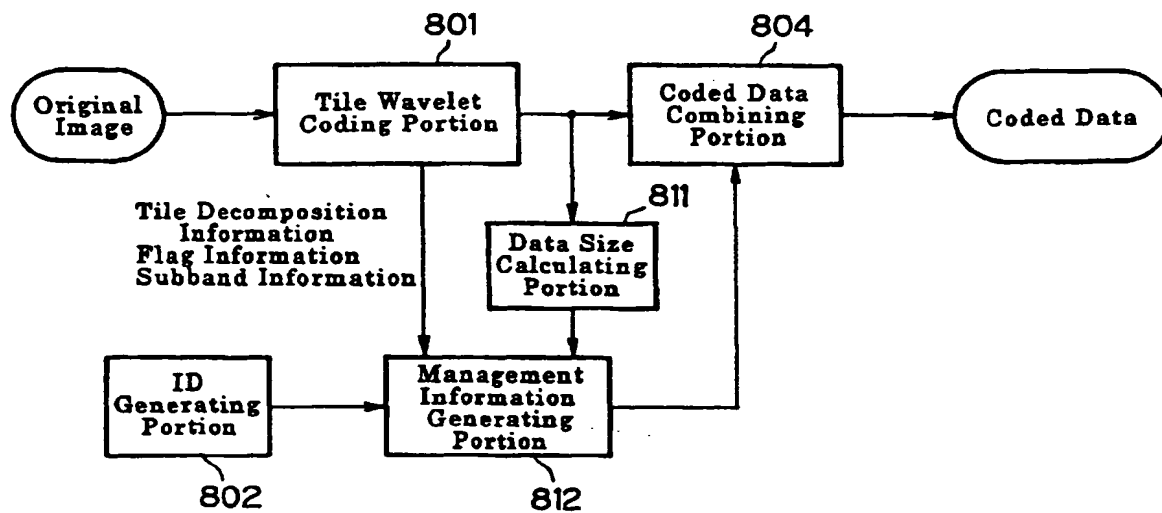 801
804
Original
Image
Tile Wavelet
Coding Portion
Coded Data
Combining
Portion
Coded Data
Tile Decomposition
Information
Flag Information
Subband Information
811
Data Size
Calculating
Portion
ID
Generating
Portion
Management
Information
Generating
Portion
802
812